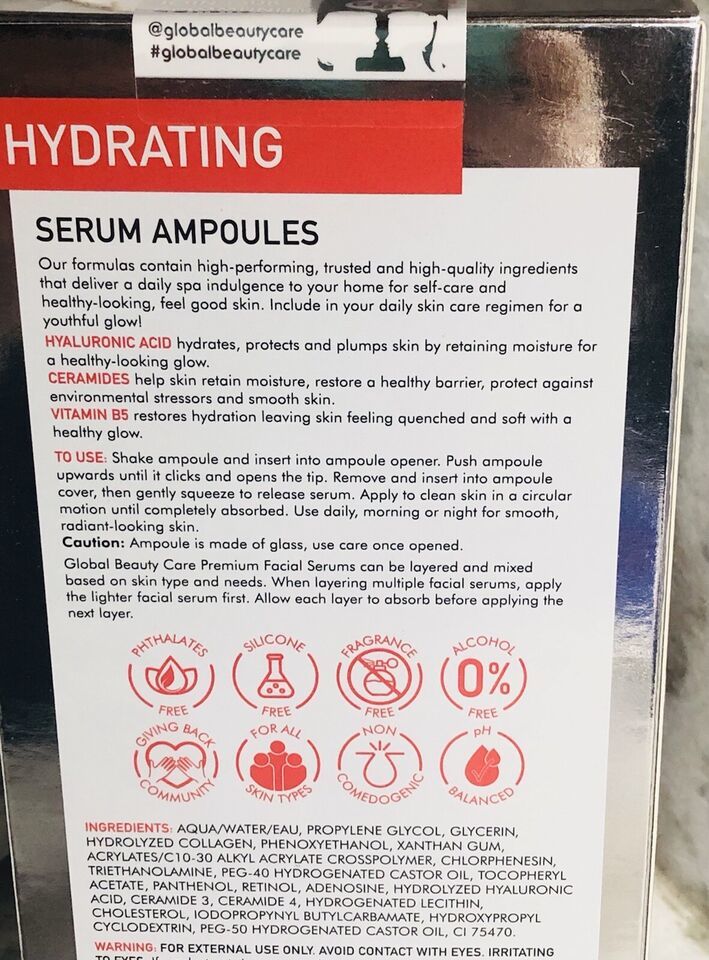 @globalbeautycare
#globalbeautycare
HYDRATING
SERUM AMPOULES
Our formulas contain high-performing, trusted and high-quality ingredients
that deliver a daily spa indulgence to your home for self-care and
healthy-looking, feel good skin. Include in your daily skin care regimen for a
youthful glow!
HYALURONIC ACID hydrates, protects and plumps skin by retaining moisture for
a healthy-looking glow.
CERAMIDES help skin retain moisture, restore a healthy barrier, protect against
environmental stressors and smooth skin.
VITAMIN B5 restores hydration leaving skin feeling quenched and soft with a
healthy glow.
TO USE: Shake ampoule and insert into ampoule opener. Push ampoule
upwards until it clicks and opens the tip. Remove and insert into ampoule
cover, then gently squeeze to release serum. Apply to clean skin in a circular
motion until completely absorbed. Use daily, morning or night for smooth,
radiant-looking skin.
Caution: Ampoule is made of glass, use care once opened.
Global Beauty Care Premium Facial Serums can be layered and mixed
based on skin type and needs. When layering multiple facial serums, apply
the lighter facial serum first. Allow each layer to absorb before applying the
next layer.
PHTHALATES
FREE
SILICONE
FREE
FRAGRANCE
FREE
ALCOHOL
0%
FREE
GIVING BACK
COMMUNITY
FOR ALL
SKIN TYPES
NON
COMEDOGENIC
pH
BALANCED
INGREDIENTS: AQUA/WATER/EAU, PROPYLENE GLYCOL, GLYCERIN,
HYDROLYZED COLLAGEN, PHENOXYETHANOL, XANTHAN GUM,
ACRYLATES/C10-30 ALKYL ACRYLATE CROSSPOLYMER, CHLORPHENESIN,
TRIETHANOLAMINE, PEG-40 HYDROGENATED CASTOR OIL, TOCOPHERYL
ACETATE, PANTHENOL, RETINOL, ADENOSINE, HYDROLYZED HYALURONIC
ACID, CERAMIDE 3, CERAMIDE 4, HYDROGENATED LECITHIN,
CHOLESTEROL, IODOPROPYNYL BUTYLCARBAMATE, HYDROXYPROPYL
CYCLODEXTRIN, PEG-50 HYDROGENATED CASTOR OIL, CI 75470.
WARNING: FOR EXTERNAL USE ONLY. AVOID CONTACT WITH EYES. IRRITATING
TO EYES.